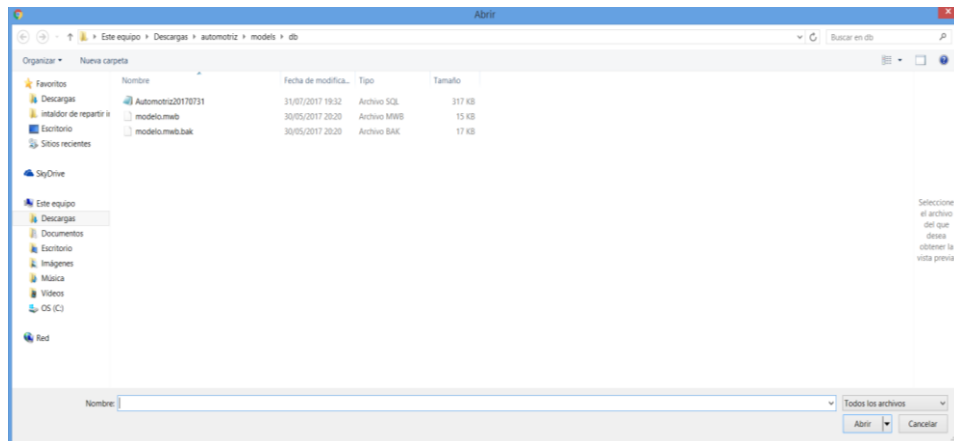 Abrir
Este equipo ▸ Descargas ▸ automotriz ▸ models ▸ db
Buscar en db
Organizar
Nueva carpeta
Favoritos
Descargas
intaldor de repartir i
Escritorio
Sitios recientes
SkyDrive
Este equipo
Descargas
Documentos
Escritorio
Imágenes
Música
Vídeos
OS (C:)
Red
Nombre Fecha de modifica... Tipo Tamaño
Automotriz20170731 31/07/2017 19:32 Archivo SQL 317 KB
modelo.mwb 30/05/2017 20:20 Archivo MWB 15 KB
modelo.mwb.bak 30/05/2017 20:20 Archivo BAK 17 KB
Seleccione
el archivo
del que
desea
obtener la
vista previa
Nombre:
Todos los archivos
Abrir
Cancelar